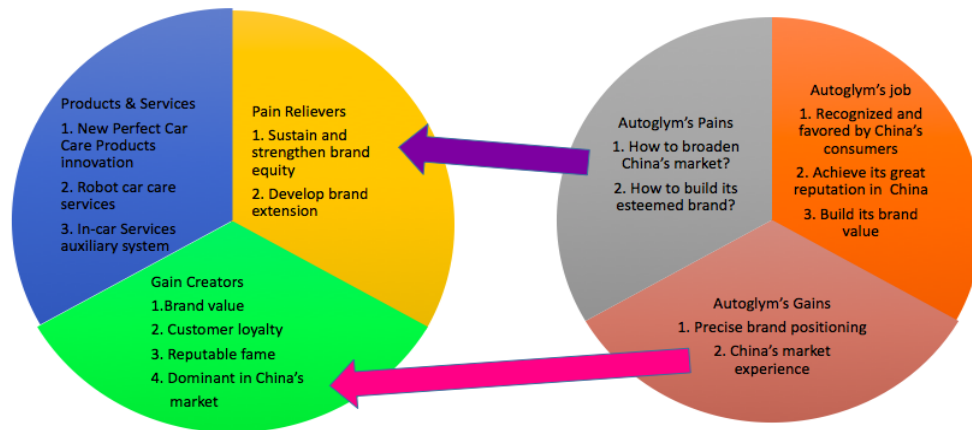 Products & Services
1. New Perfect Car
Care Products
innovation
2. Robot car care
services
3. In-car Services
auxiliary system
Pain Relievers
1. Sustain and
strengthen brand
equity
2. Develop brand
extension
Gain Creators
1.Brand value
2. Customer loyalty
3. Reputable fame
4. Dominant in China's
market
Autoglym's Pains
1. How to broaden
China's market?
2. How to build its
esteemed brand?
Autoglym's job
1. Recognized and
favored by China's
consumers
2. Achieve its great
reputation in China
3. Build its brand
value
Autoglym's Gains
1. Precise brand positioning
2. China's market
experience